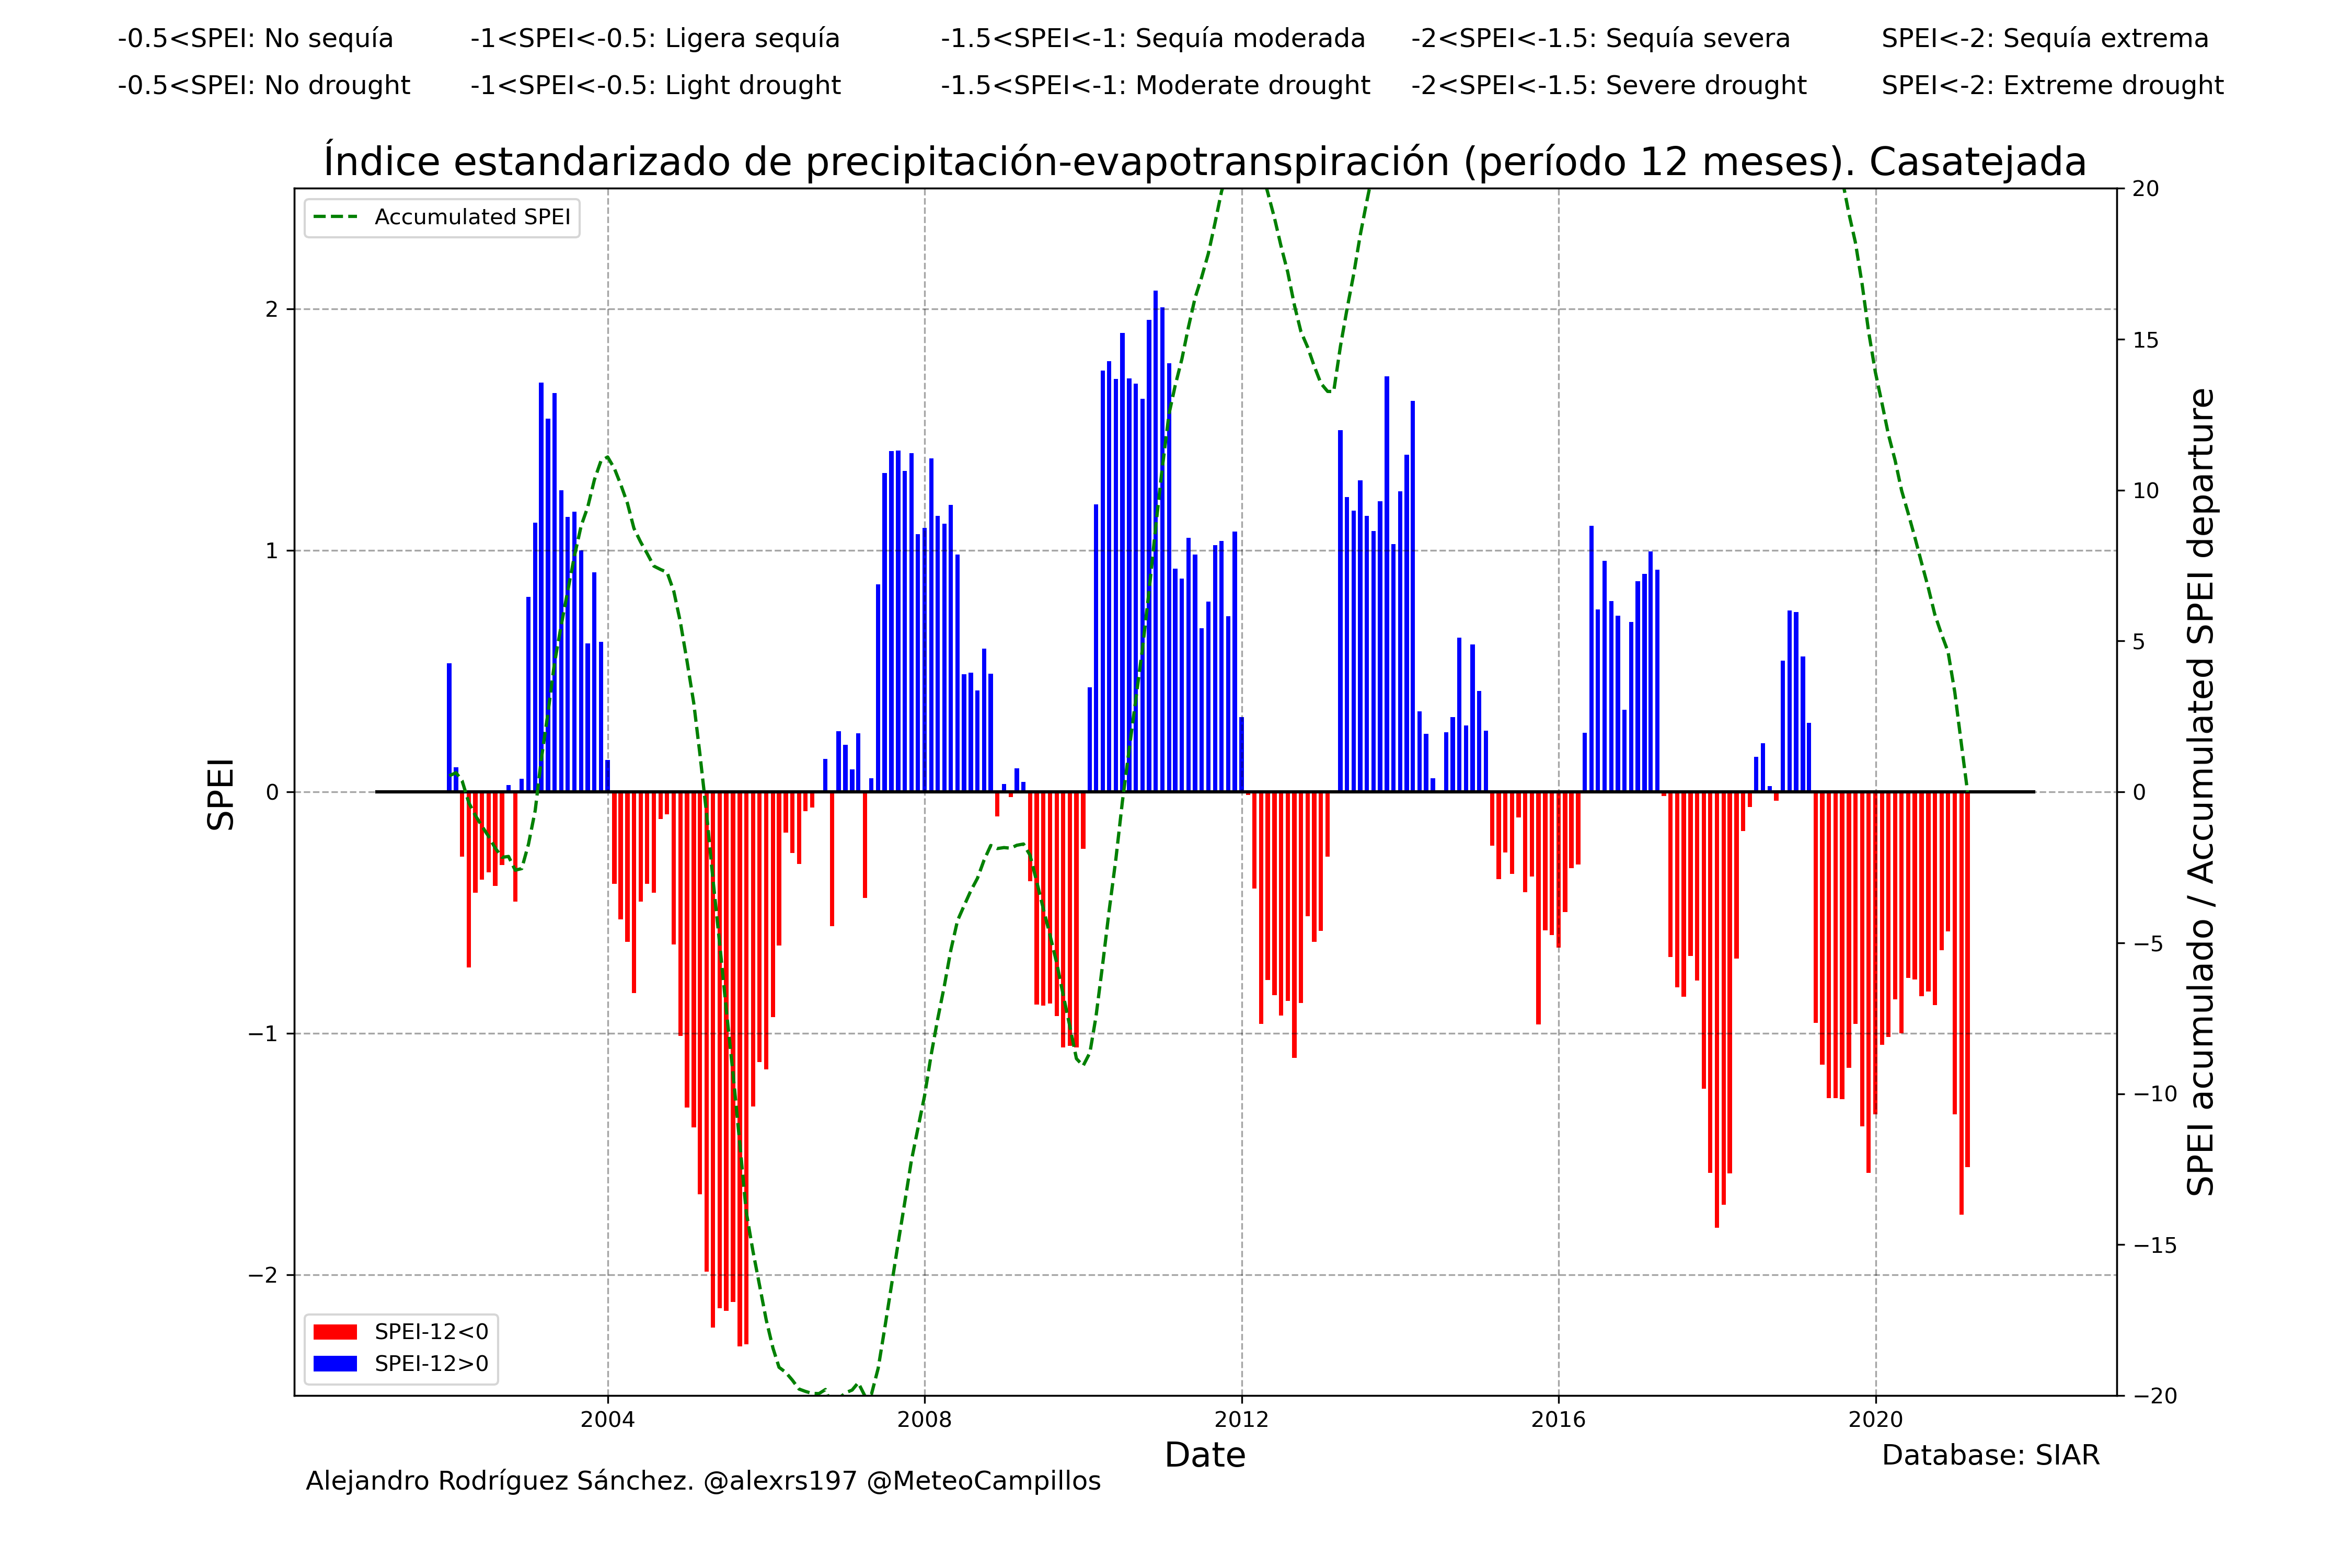 -0.5<SPEI: No sequía -1<SPEI<-0.5: Ligera sequía -1.5<SPEI<-1: Sequía moderada -2<SPEI<-1.5: Sequía severa SPEI<-2: Sequía extrema
-0.5<SPEI: No drought -1<SPEI<-0.5: Light drought -1.5<SPEI<-1: Moderate drought -2<SPEI<-1.5: Severe drought SPEI<-2: Extreme drought
Índice estandarizado de precipitación-evapotranspiración (período 12 meses). Casatejada
Accumulated SPEI
2
1
0
−1
−2
SPEI
20
15
10
5
0
−5
−10
−15
−20
SPEI acumulado / Accumulated SPEI departure
SPEI-12<0
SPEI-12>0
2004 2008 2012 2016 2020
Date
Database: SIAR
Alejandro Rodríguez Sánchez. @alexrs197 @MeteoCampillos